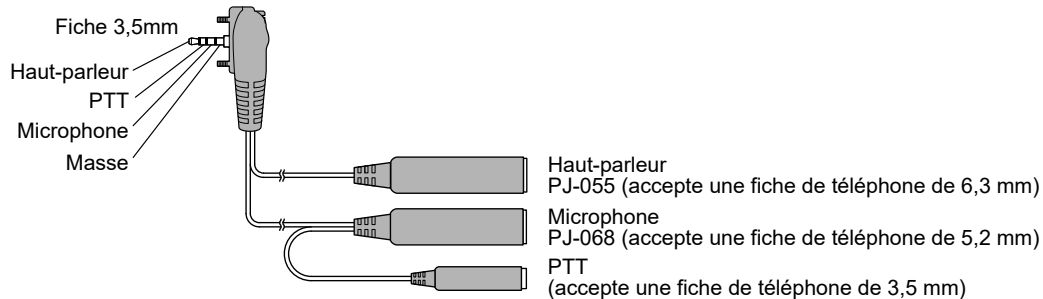 Fiche 3,5mm
Haut-parleur
PTT
Microphone
Masse
Haut-parleur
PJ-055 (accepte une fiche de téléphone de 6,3 mm)
Microphone
PJ-068 (accepte une fiche de téléphone de 5,2 mm)
PTT
(accepte une fiche de téléphone de 3,5 mm)